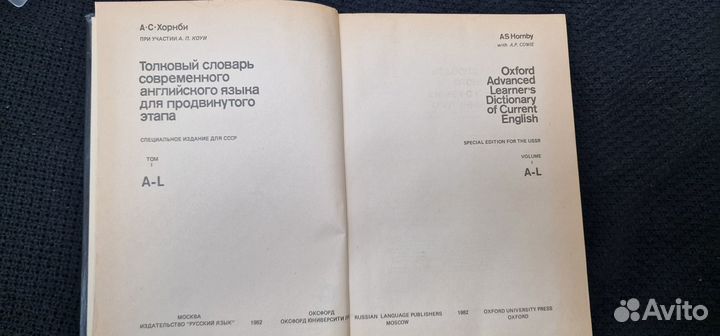 А·С·Хорнби
ПРИ УЧАСТИИ А. П. КОУИ
Толковый словарь
современного
английского языка
для продвинутого
этапа
СПЕЦИАЛЬНОЕ ИЗДАНИЕ ДЛЯ СССР
ТОМ
I
A–L
МОСКВА
ИЗДАТЕЛЬСТВО "РУССКИЙ ЯЗЫК"
1982
ОКСФОРД
ОКСФОРД ЮНИВЕРСИТИ
AS Hornby
with A.P. COWIE
Oxford
Advanced
Learner's
Dictionary
of Current
English
SPECIAL EDITION FOR THE USSR
VOLUME
I
A–L
RUSSIAN LANGUAGE PUBLISHERS
MOSCOW
1982
OXFORD UNIVERSITY PRESS
OXFORD
Avito